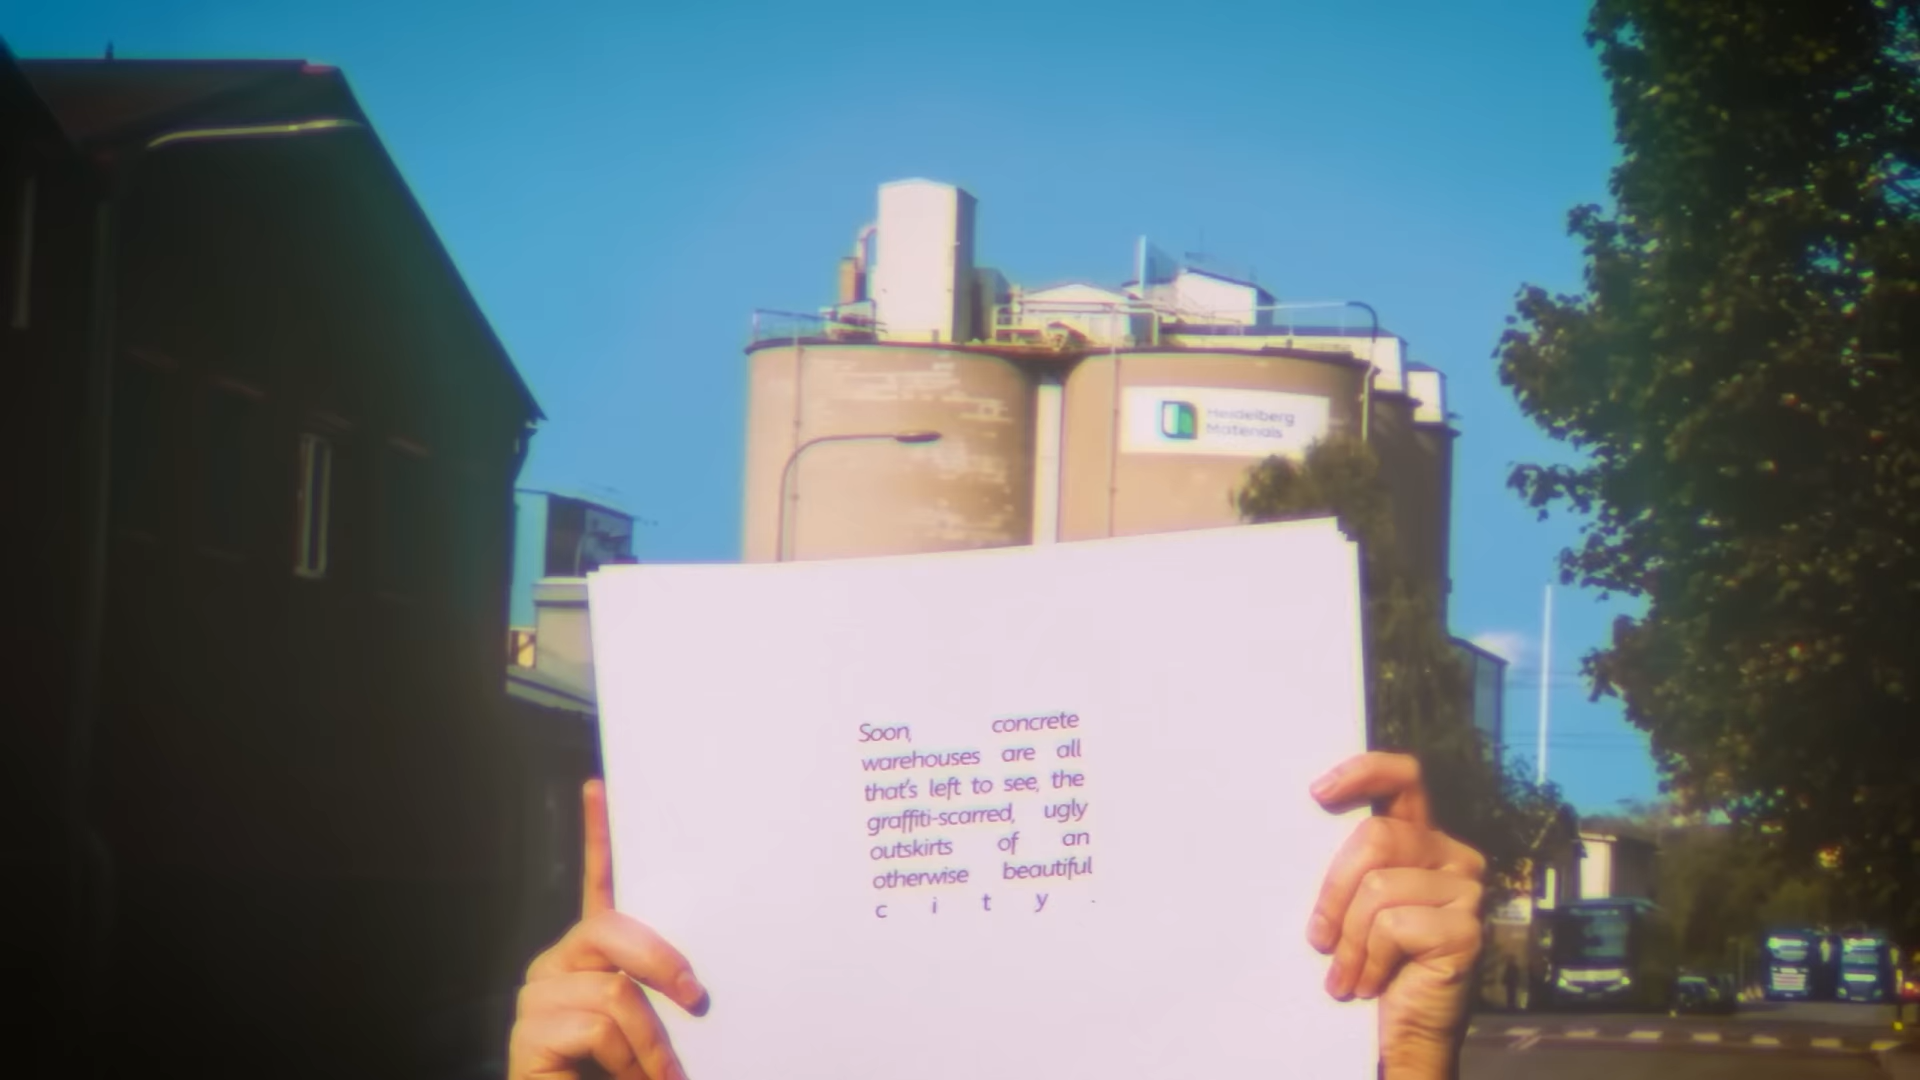 Heidelberg
Materials
Soon, concrete
warehouses are all
that's left to see, the
graffiti-scarred, ugly
outskirts of an
otherwise beautiful
c i t y .